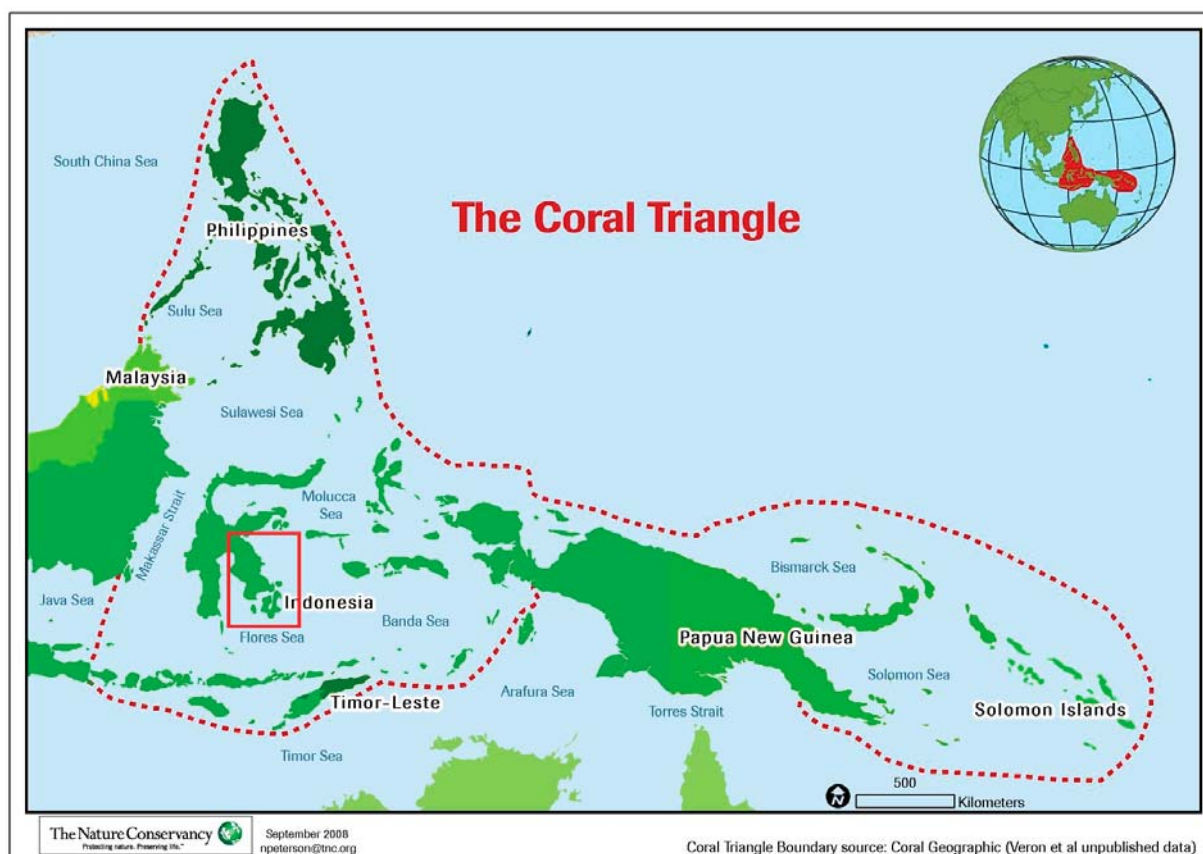 The Coral Triangle
South China Sea
Philippines
Sulu Sea
Malaysia
Sulawesi Sea
Makassar Strait
Molucca
Sea
Java Sea
Indonesia
Flores Sea
Banda Sea
Bismarck Sea
Papua New Guinea
Solomon Sea
Solomon Islands
Timor-Leste
Arafura Sea
Torres Strait
Timor Sea
N
500
Kilometers
The Nature Conservancy
Protecting nature. Preserving life.™
September 2008
npeterson@tnc.org
Coral Triangle Boundary source: Coral Geographic (Veron et al unpublished data)